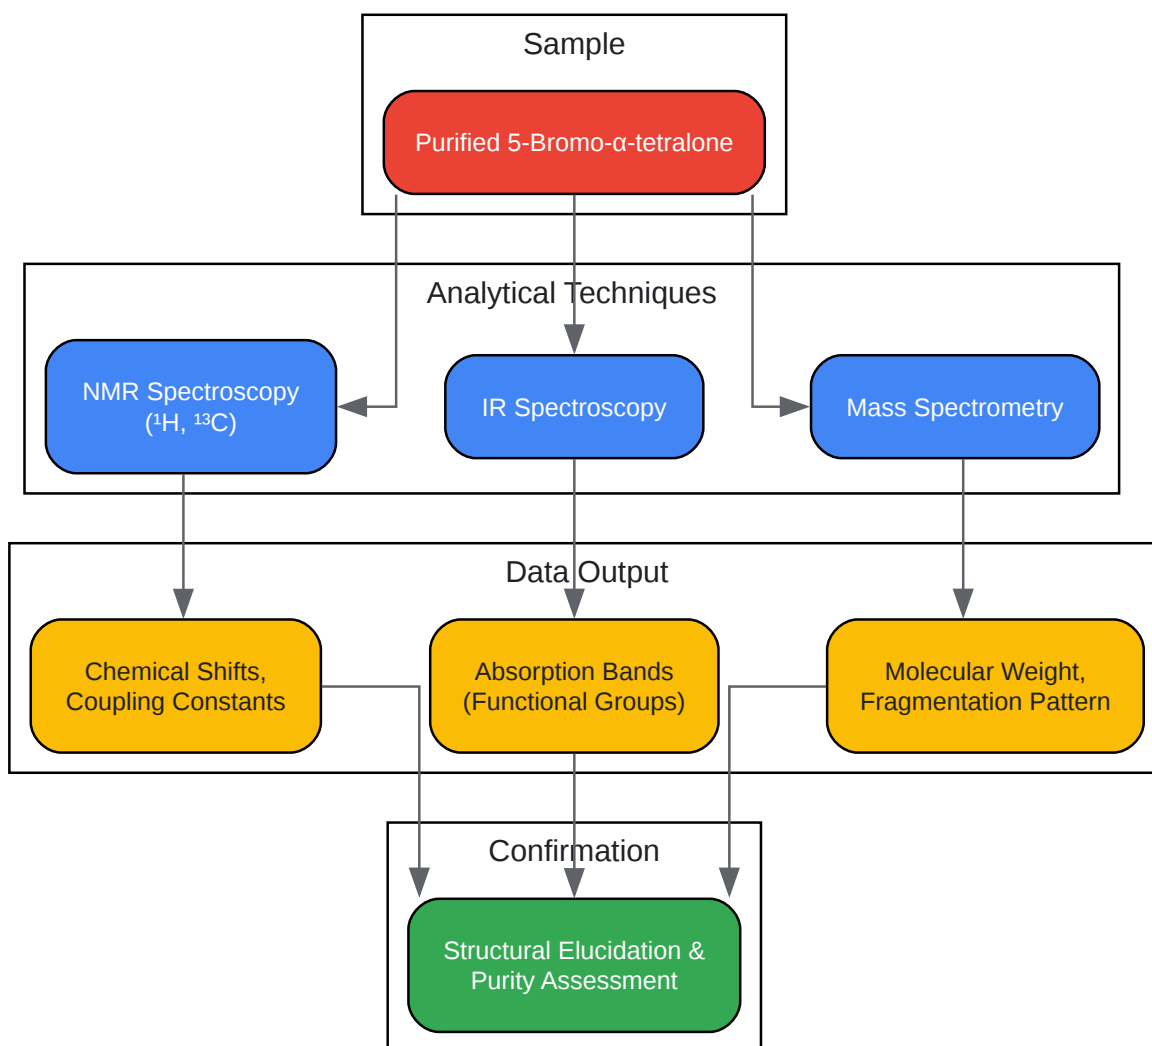 Sample
Purified 5-Bromo-α-tetralone
Analytical Techniques
NMR Spectroscopy
(¹H, ¹³C)
IR Spectroscopy
Mass Spectrometry
Data Output
Chemical Shifts,
Coupling Constants
Absorption Bands
(Functional Groups)
Molecular Weight,
Fragmentation Pattern
Confirmation
Structural Elucidation &
Purity Assessment